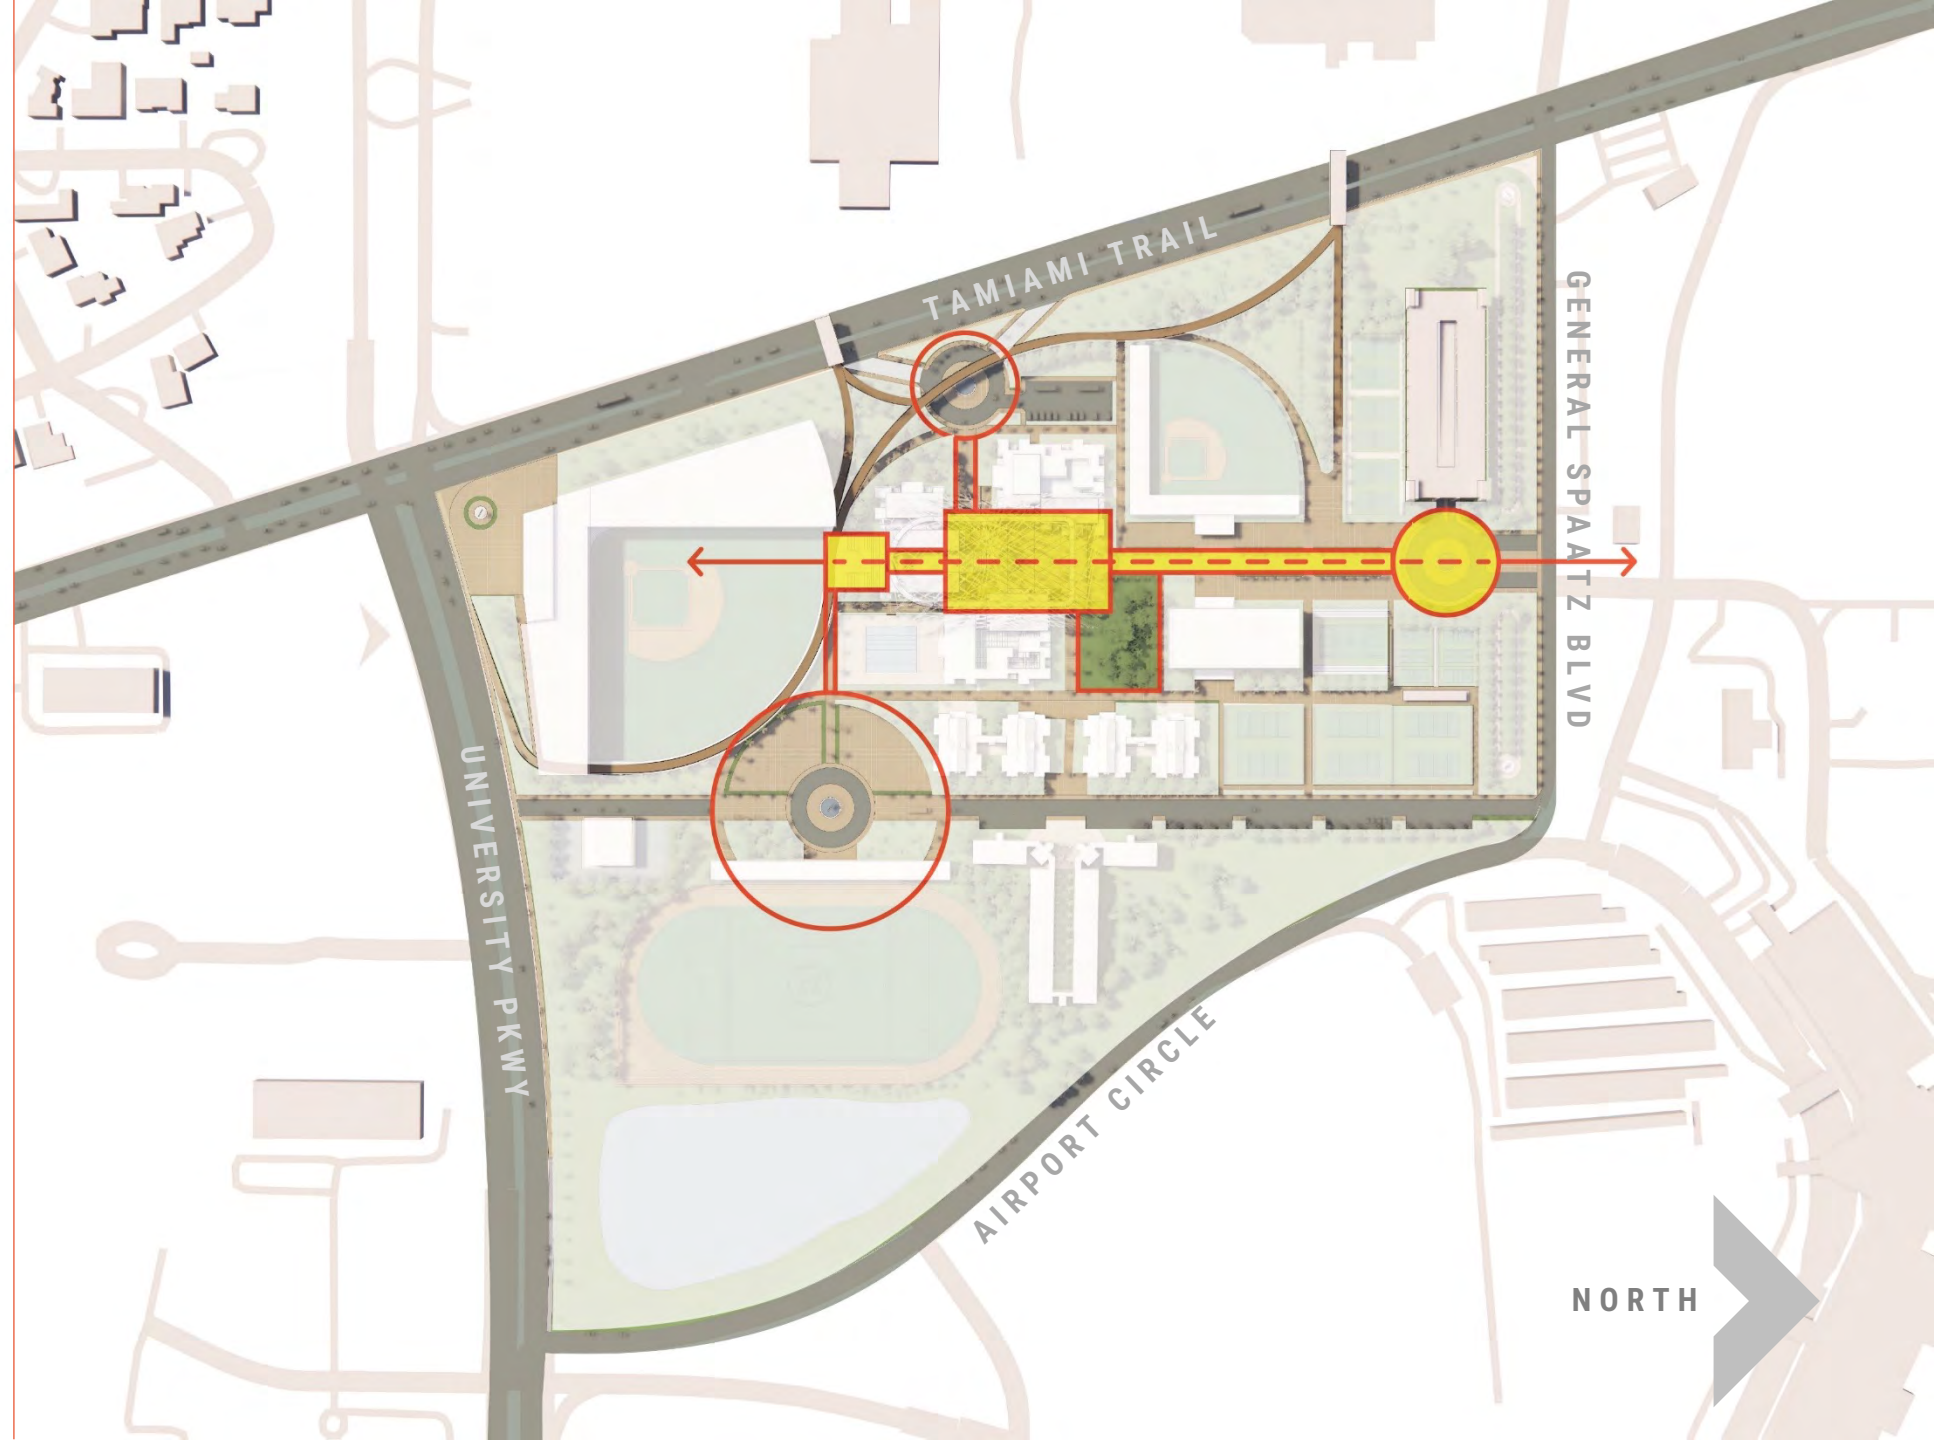 TAMIAMI TRAIL
GENERAL SPAATZ BLVD
UNIVERSITY PKWY
AIRPORT CIRCLE
NORTH